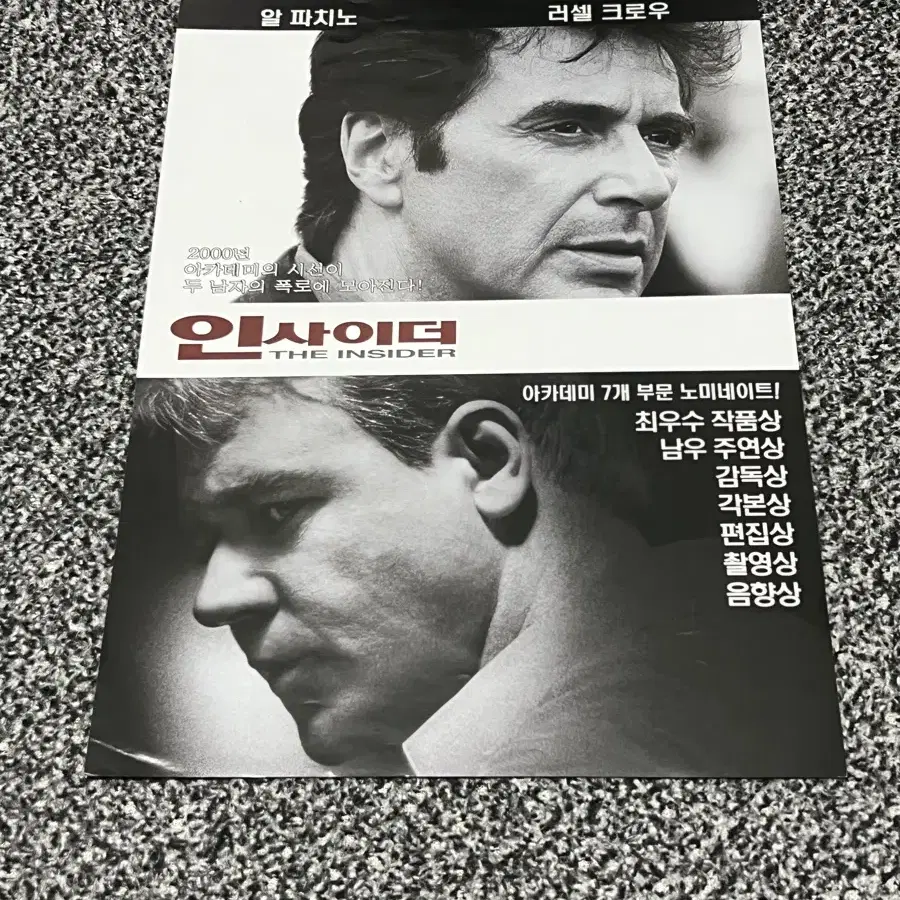 알 파치노
러셀 크로우
2000년
아카데미의 시선이
두 남자의 폭로에 모아진다!
인사이더
THE INSIDER
아카데미 7개 부문 노미네이트!
최우수 작품상
남우 주연상
감독상
각본상
편집상
촬영상
음향상